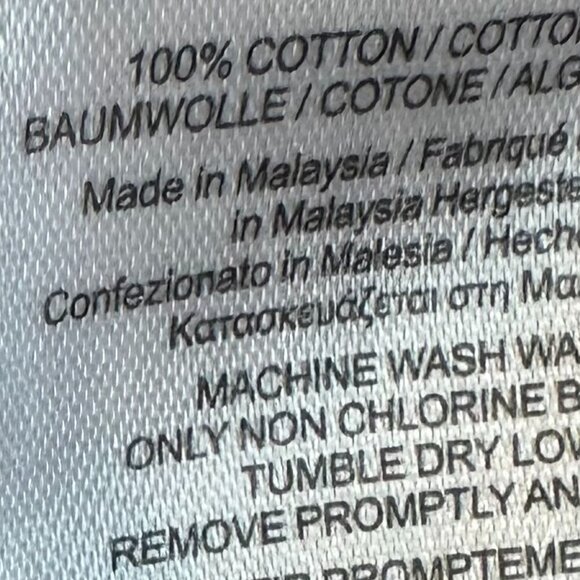 100% COTTON / COTTO
BAUMWOLLE / COTONE / ALG
Made in Malaysia / Fabriqué
in Malaysia Hergeste
Confezionato in Malesia / Hech
Κατασκευάζεται στη Μα
MACHINE WASH WA
ONLY NON CHLORINE B
TUMBLE DRY LOW
REMOVE PROMPTLY AN
PROMPTEME